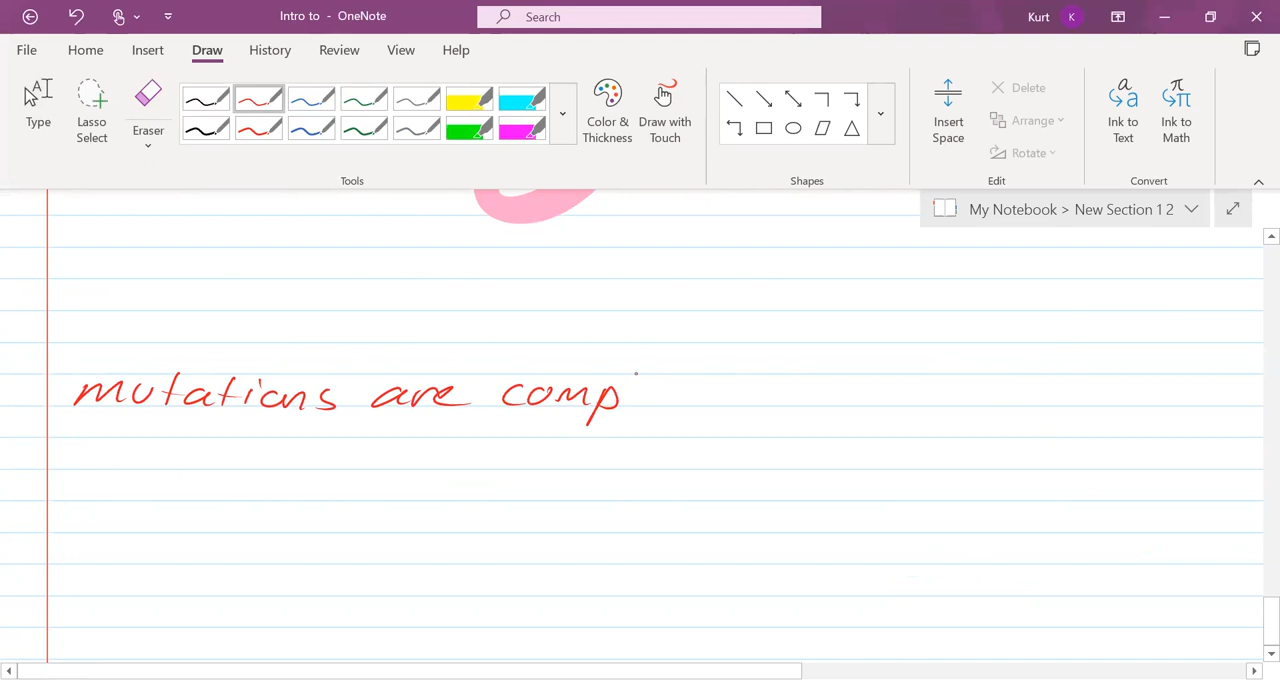 Intro to - OneNote
Search
Kurt
K
File Home Insert Draw History Review View Help
Type
Lasso Select
Eraser
Color & Thickness
Draw with Touch
Insert Space
Delete
Arrange
Rotate
Ink to Text
Ink to Math
Tools
Shapes
Edit
Convert
My Notebook > New Section 1 2
mutations are comp